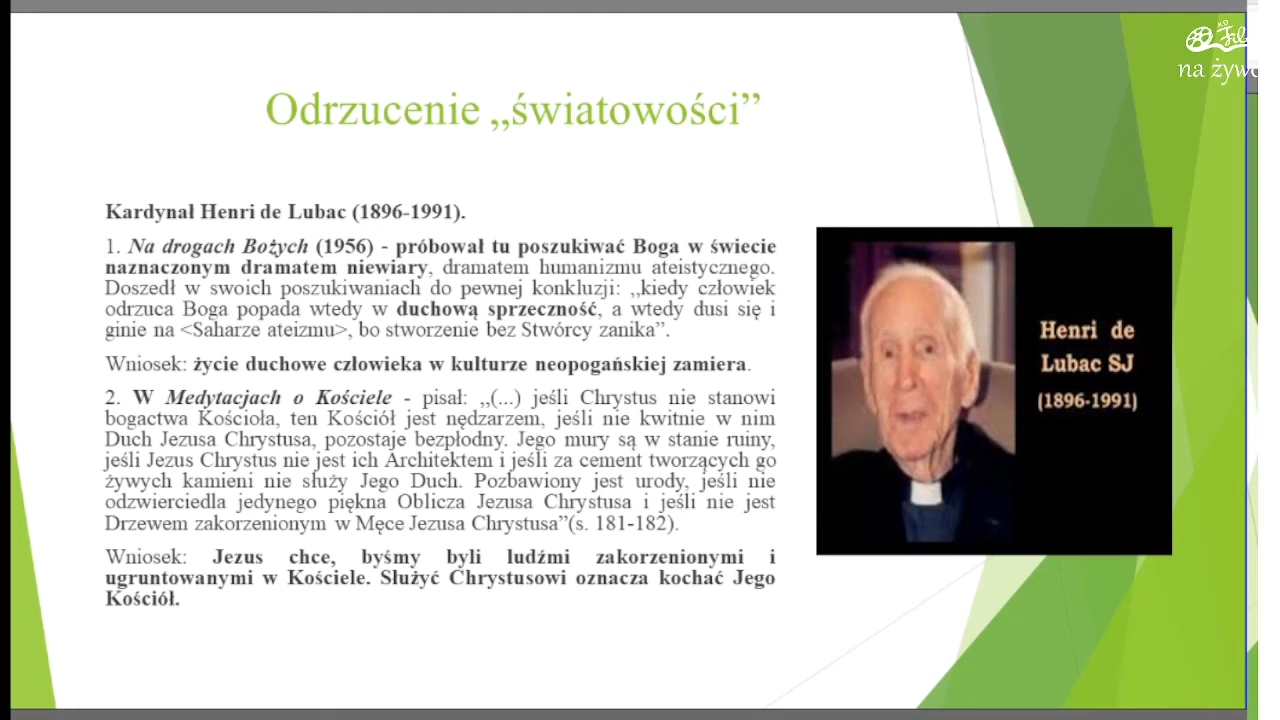 Odrzucenie „światowości”
Kardynał Henri de Lubac (1896-1991).
1. Na drogach Bożych (1956) - próbował tu poszukiwać Boga w świecie
naznaczonym dramatem niewiary, dramatem humanizmu ateistycznego.
Doszedł w swoich poszukiwaniach do pewnej konkluzji: „kiedy człowiek
odrzuca Boga popada wtedy w duchową sprzeczność, a wtedy dusi się i
ginie na <Saharze ateizmu>, bo stworzenie bez Stwórcy zanika”.
Wniosek: życie duchowe człowieka w kulturze neopogańskiej zamiera.
2. W Medytacjach o Kościele - pisał: „(...) jeśli Chrystus nie stanowi
bogactwa Kościoła, ten Kościół jest nędzarzem, jeśli nie kwitnie w nim
Duch Jezusa Chrystusa, pozostaje bezpłodny. Jego mury są w stanie ruiny,
jeśli Jezus Chrystus nie jest ich Architektem i jeśli za cement tworzących go
żywych kamieni nie służy Jego Duch. Pozbawiony jest urody, jeśli nie
odzwierciedla jedynego piękna Oblicza Jezusa Chrystusa i jeśli nie jest
Drzewem zakorzenionym w Męce Jezusa Chrystusa”(s. 181-182).
Wniosek: Jezus chce, byśmy byli ludźmi zakorzenionymi i
ugruntowanymi w Kościele. Służyć Chrystusowi oznacza kochać Jego
Kościół.
Henri de
Lubac SJ
(1896-1991)
na żywo